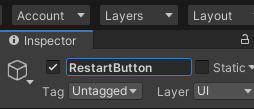 Account Layers Layout
Inspector
RestartButton Static
Tag Untagged Layer UI